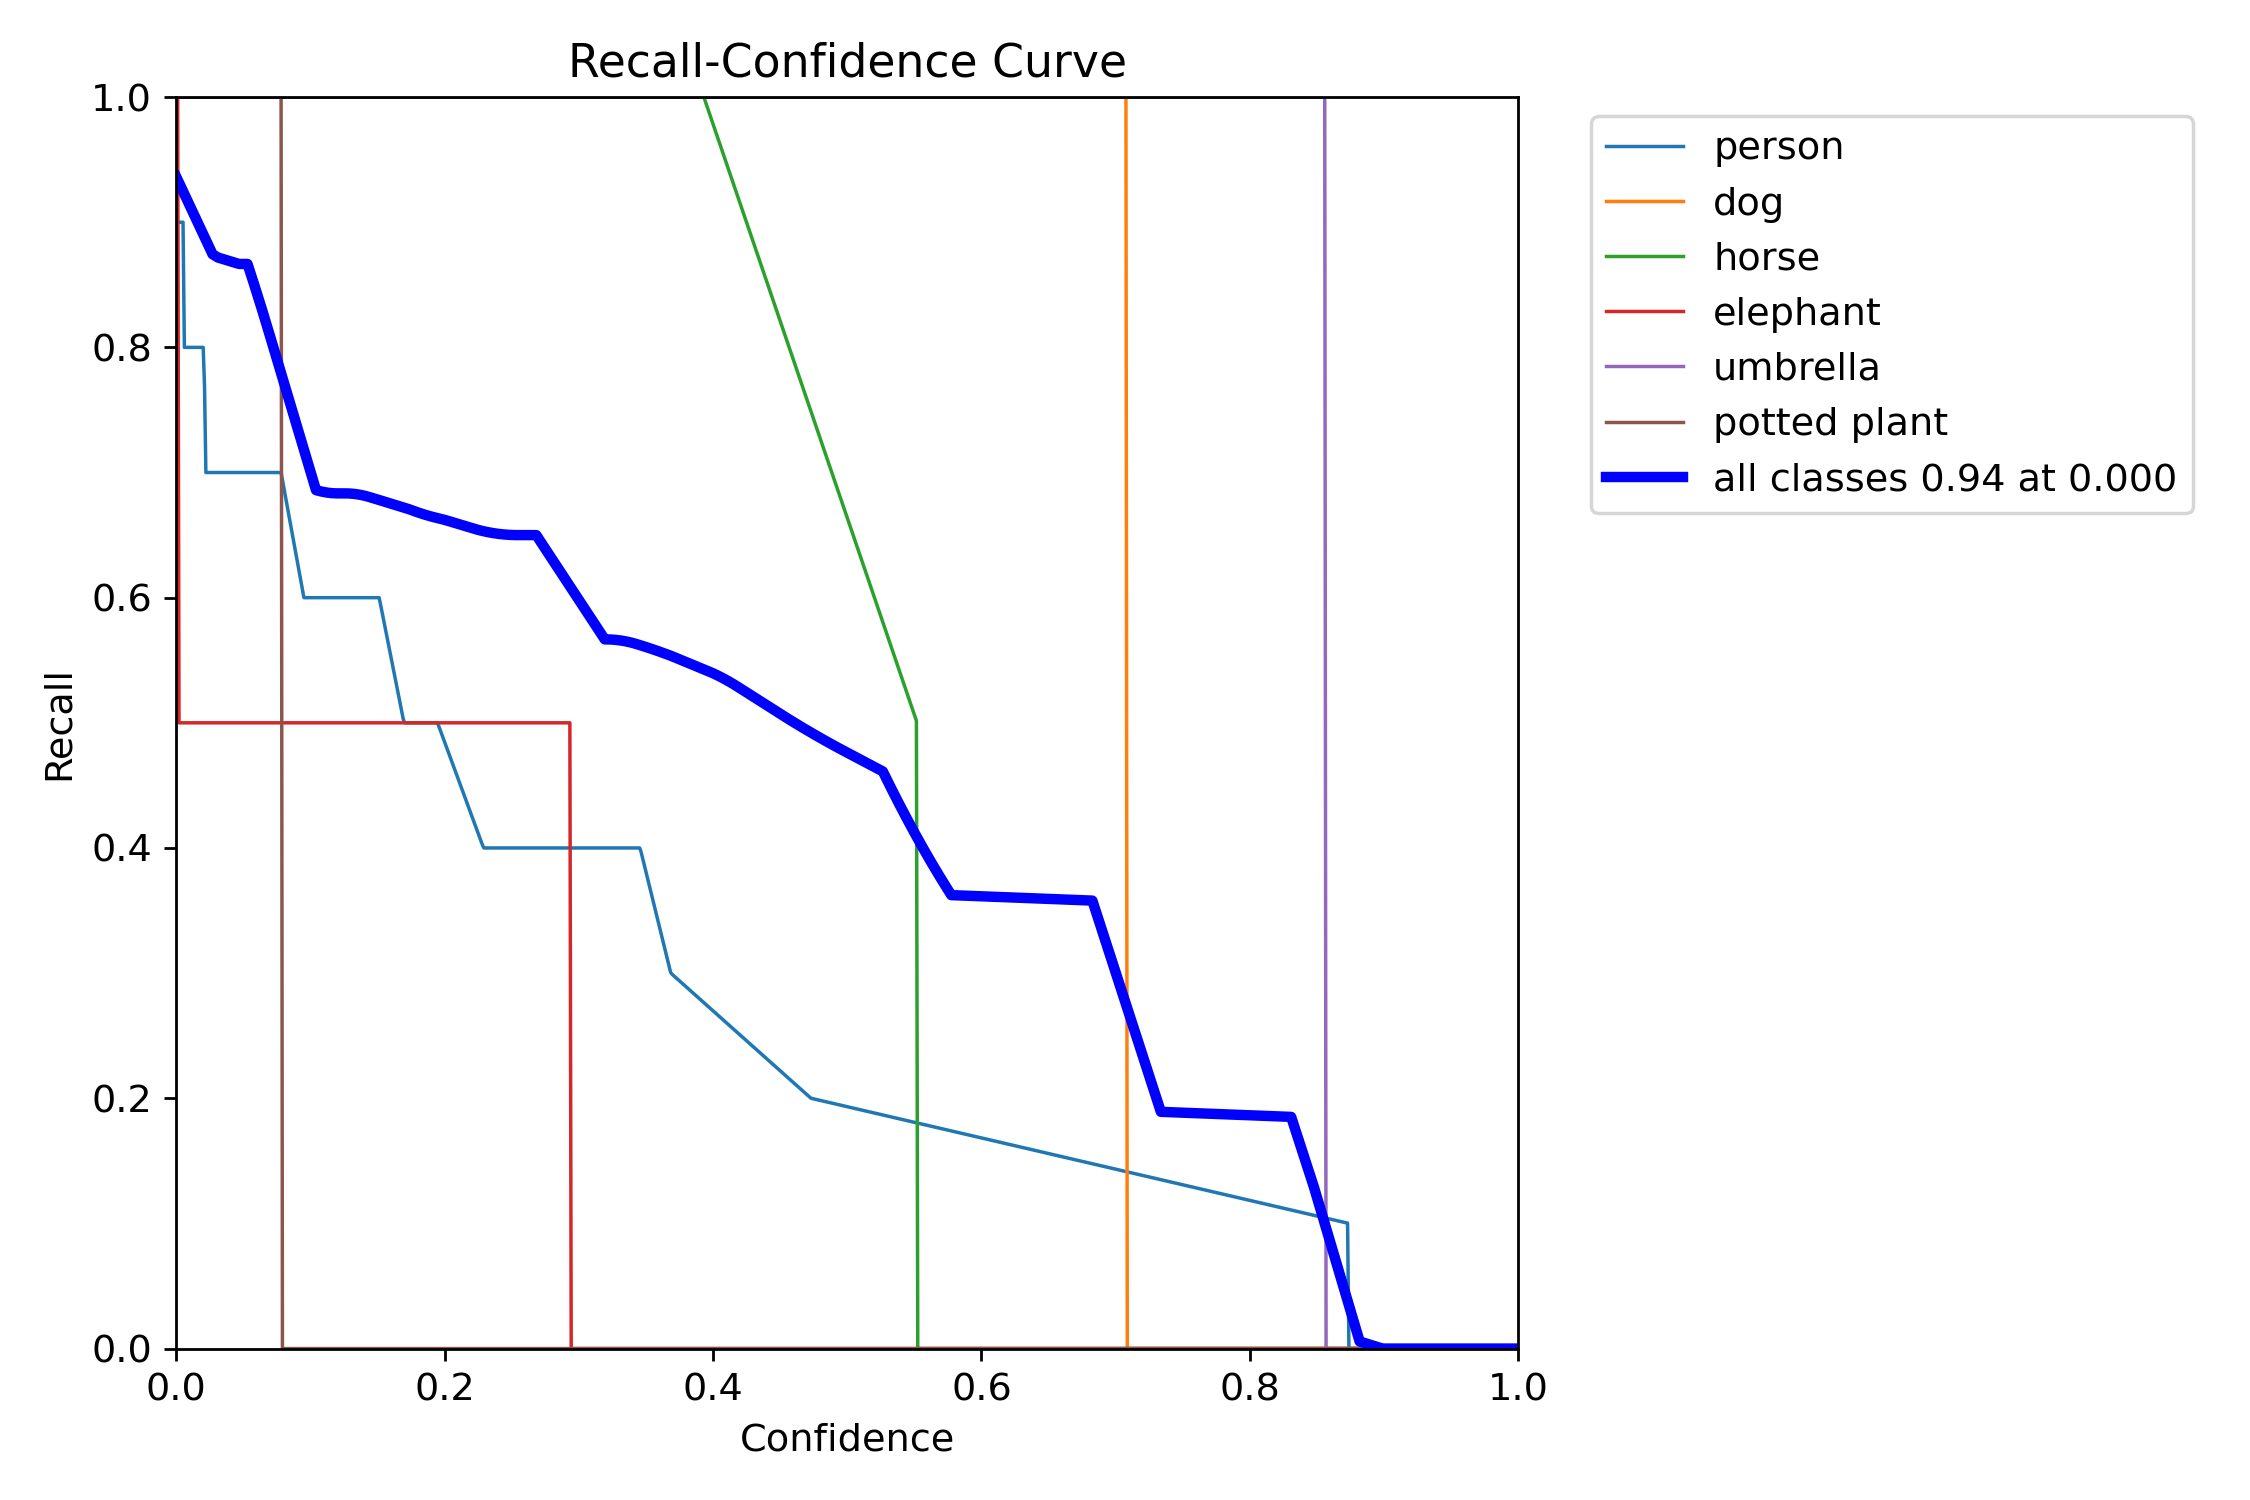 Recall-Confidence Curve
1.0
0.8
0.6
0.4
0.2
0.0
Recall
0.0 0.2 0.4 0.6 0.8 1.0
Confidence
person
dog
horse
elephant
umbrella
potted plant
all classes 0.94 at 0.000